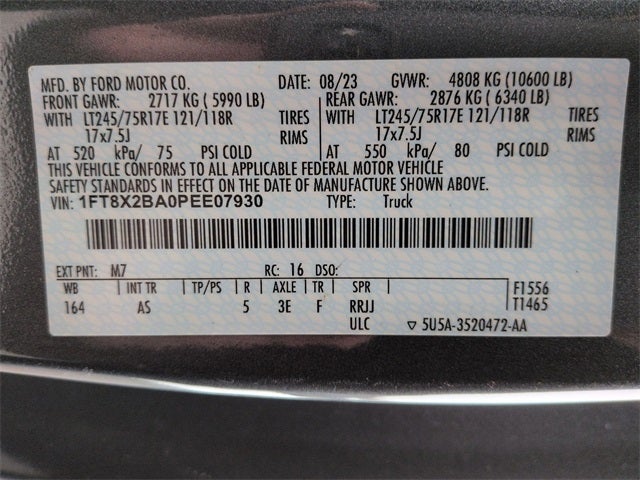 MFD. BY FORD MOTOR CO. DATE: 08/23 GVWR: 4808 KG (10600 LB)
FRONT GAWR: 2717 KG ( 5990 LB) REAR GAWR: 2876 KG ( 6340 LB)
WITH LT245/75R17E 121/118R TIRES WITH LT245/75R17E 121/118R TIRES
17x7.5J RIMS 17x7.5J RIMS
AT 520 kPa/ 75 PSI COLD AT 550 kPa/ 80 PSI COLD
THIS VEHICLE CONFORMS TO ALL APPLICABLE FEDERAL MOTOR VEHICLE
SAFETY STANDARDS IN EFFECT ON THE DATE OF MANUFACTURE SHOWN ABOVE.
VIN: 1FT8X2BA0PEE07930 TYPE: Truck
EXT PNT: M7 RC: 16 DSO:
WB INT TR TP/PS R AXLE TR SPR F1556
164 AS 5 3E F RRJJ T1465
ULC ▽ 5U5A-3520472-AA